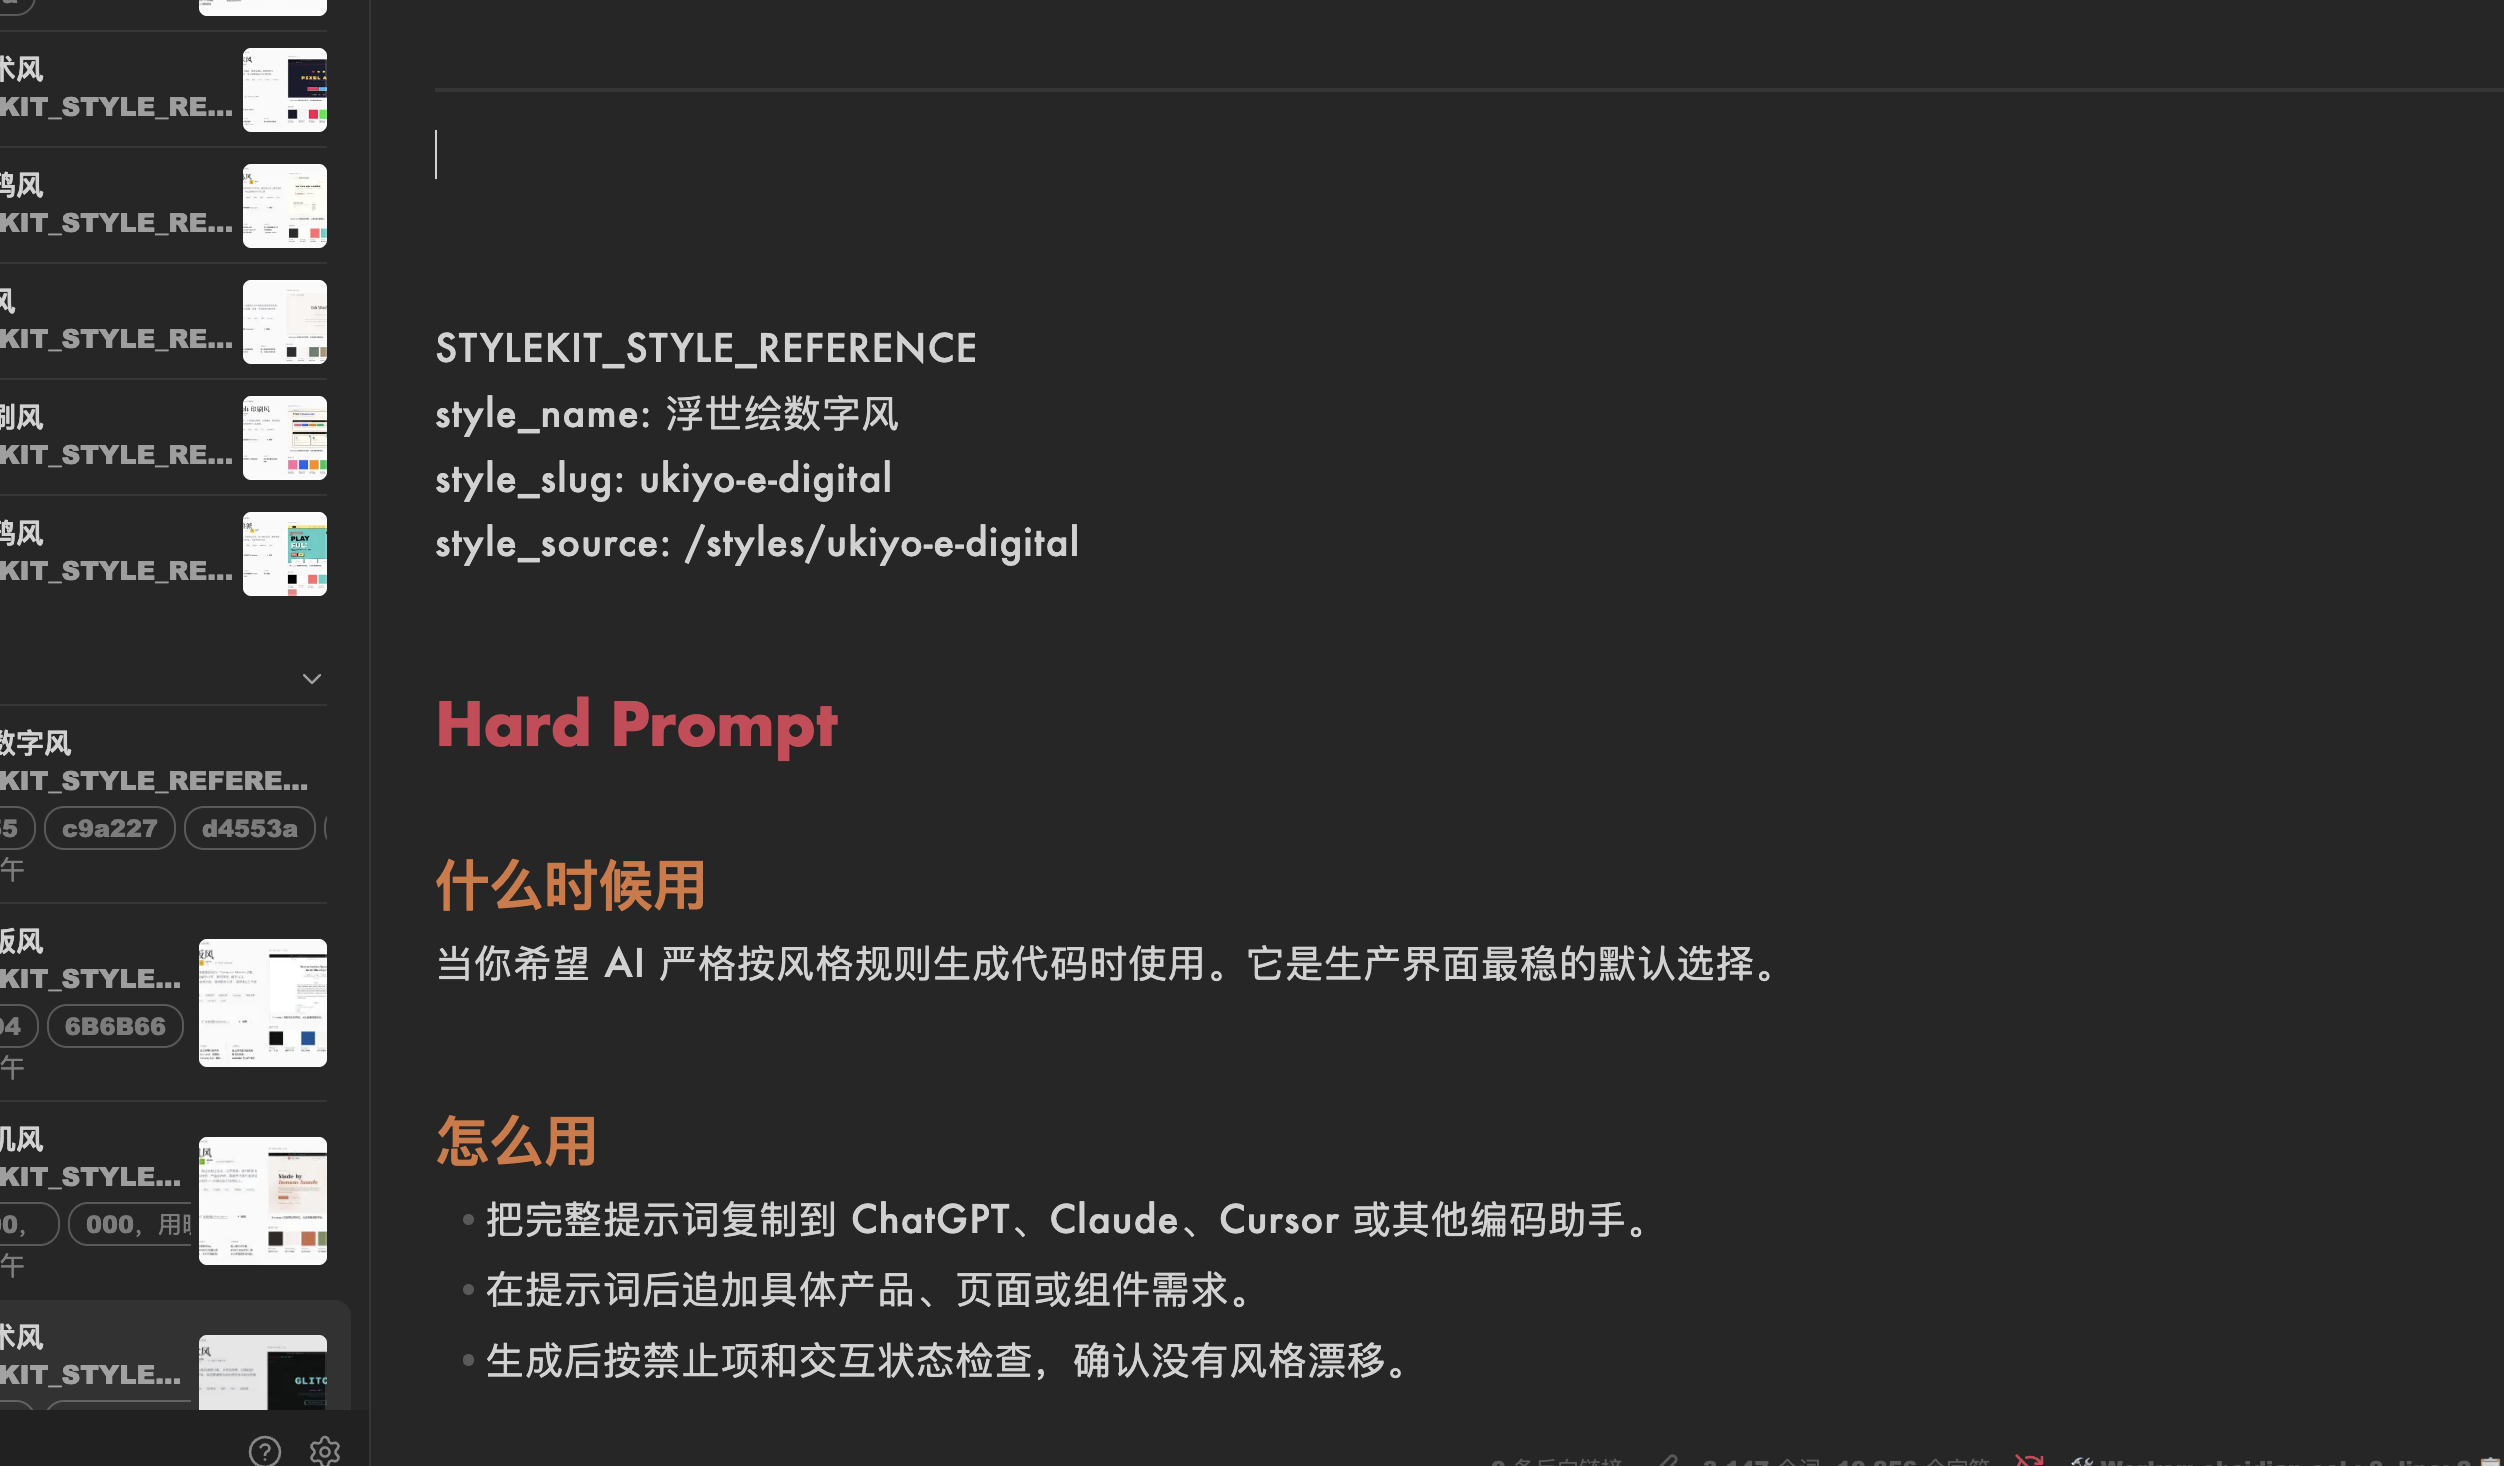 术风
KIT_STYLE_RE...
鸦风
KIT_STYLE_RE...
风
KIT_STYLE_RE...
刷风
KIT_STYLE_RE...
鸦风
KIT_STYLE_RE...
数字风
KIT_STYLE_REFERE...
5 c9a227 d4553a
午
版风
KIT_STYLE...
04 6B6B66
午
机风
KIT_STYLE...
00, 000，用
午
术风
KIT_STYLE...
STYLEKIT_STYLE_REFERENCE
style_name: 浮世绘数字风
style_slug: ukiyo-e-digital
style_source: /styles/ukiyo-e-digital
Hard Prompt
什么时候用
当你希望 AI 严格按风格规则生成代码时使用。它是生产界面最稳的默认选择。
怎么用
把完整提示词复制到 ChatGPT、Claude、Cursor 或其他编码助手。
在提示词后追加具体产品、页面或组件需求。
生成后按禁止项和交互状态检查，确认没有风格漂移。